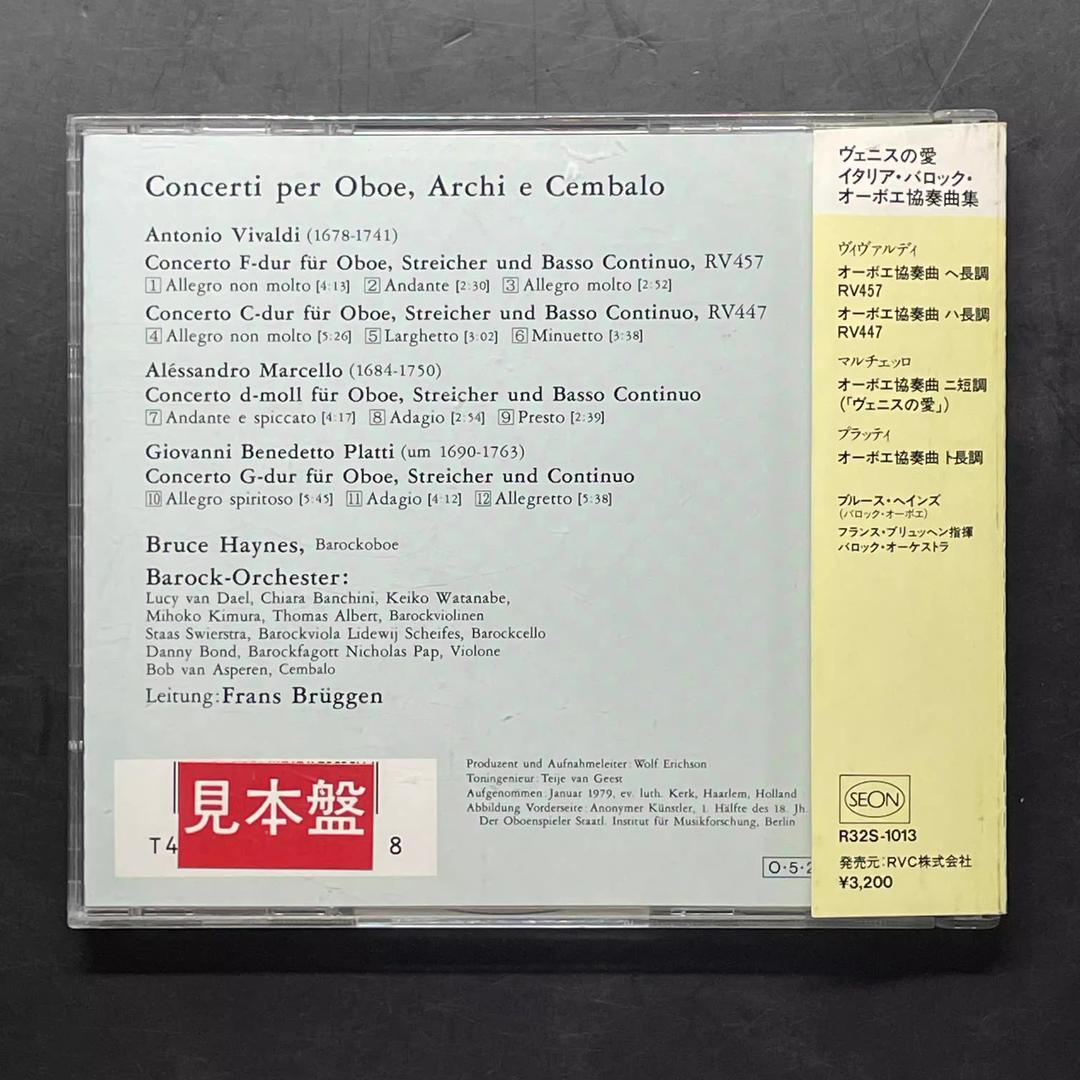 Concerti per Oboe, Archi e Cembalo
Antonio Vivaldi (1678-1741)
Concerto F-dur für Oboe, Streicher und Basso Continuo, RV457
1 Allegro non molto [4:13] 2 Andante [2:30] 3 Allegro molto [2:52]
Concerto C-dur für Oboe, Streicher und Basso Continuo, RV447
4 Allegro non molto [5:26] 5 Larghetto [3:02] 6 Minuetto [3:38]
Aléssandro Marcello (1684-1750)
Concerto d-moll für Oboe, Streicher und Basso Continuo
7 Andante e spiccato [4:17] 8 Adagio [2:54] 9 Presto [2:39]
Giovanni Benedetto Platti (um 1690-1763)
Concerto G-dur für Oboe, Streicher und Continuo
10 Allegro spiritoso [5:45] 11 Adagio [4:12] 12 Allegretto [5:38]
Bruce Haynes, Barockoboe
Barock-Orchester:
Lucy van Dael, Chiara Banchini, Keiko Watanabe,
Mihoko Kimura, Thomas Albert, Barockviolinen
Staas Swierstra, Barockviola Lidewij Scheifes, Barockcello
Danny Bond, Barockfagott Nicholas Pap, Violone
Bob van Asperen, Cembalo
Leitung: Frans Brüggen
Produzent und Aufnahmeleiter: Wolf Erichson
Toningenieur: Teije van Geest
Aufgenommen: Januar 1979, ev. luth. Kerk, Haarlem, Holland
Abbildung Vorderseite: Anonymer Künstler, 1. Hälfte des 18. Jh.
Der Oboenspieler Staatl. Institut für Musikforschung, Berlin
見本盤
T4 8
O·5·2
ヴェニスの愛
イタリア・バロック・
オーボエ協奏曲集
ヴィヴァルディ
オーボエ協奏曲 ヘ長調
RV457
オーボエ協奏曲 ハ長調
RV447
マルチェッロ
オーボエ協奏曲 ニ短調
(「ヴェニスの愛」)
プラッティ
オーボエ協奏曲 ト長調
ブルース・ヘインズ
(バロック・オーボエ)
フランス・ブリュッヘン指揮
バロック・オーケストラ
SEON
R32S-1013
発売元:RVC株式会社
¥3,200